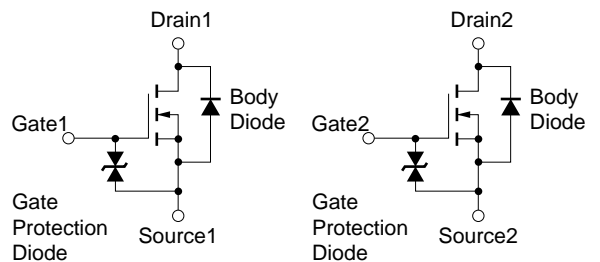 Drain1
Body
Diode
Gate1
Gate
Protection
Diode
Source1
Drain2
Body
Diode
Gate2
Gate
Protection
Diode
Source2